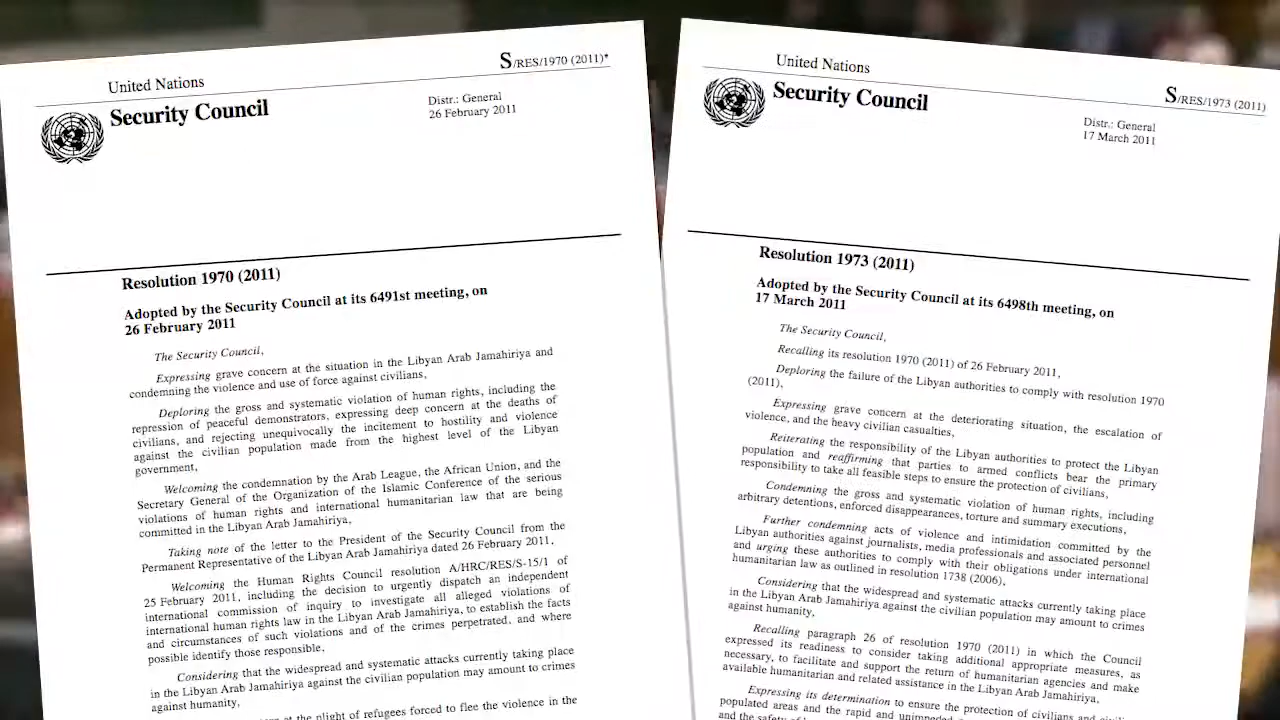 United Nations
S/RES/1970 (2011)*
Security Council
Distr.: General
26 February 2011
Resolution 1970 (2011)
Adopted by the Security Council at its 6491st meeting, on
26 February 2011
The Security Council,
Expressing grave concern at the situation in the Libyan Arab Jamahiriya and
condemning the violence and use of force against civilians,
Deploring the gross and systematic violation of human rights, including the
repression of peaceful demonstrators, expressing deep concern at the deaths of
civilians, and rejecting unequivocally the incitement to hostility and violence
against the civilian population made from the highest level of the Libyan
government,
Welcoming the condemnation by the Arab League, the African Union, and the
Secretary General of the Organization of the Islamic Conference of the serious
violations of human rights and international humanitarian law that are being
committed in the Libyan Arab Jamahiriya,
Taking note of the letter to the President of the Security Council from the
Permanent Representative of the Libyan Arab Jamahiriya dated 26 February 2011,
Welcoming the Human Rights Council resolution A/HRC/RES/S-15/1 of
25 February 2011, including the decision to urgently dispatch an independent
international commission of inquiry to investigate all alleged violations of
international human rights law in the Libyan Arab Jamahiriya, to establish the facts
and circumstances of such violations and of the crimes perpetrated, and where
possible identify those responsible,
Considering that the widespread and systematic attacks currently taking place
in the Libyan Arab Jamahiriya against the civilian population may amount to crimes
against humanity,
at the plight of refugees forced to flee the violence in the
United Nations
S/RES/1973 (2011)
Security Council
Distr.: General
17 March 2011
Resolution 1973 (2011)
Adopted by the Security Council at its 6498th meeting, on
17 March 2011
The Security Council,
Recalling its resolution 1970 (2011) of 26 February 2011,
Deploring the failure of the Libyan authorities to comply with resolution 1970
(2011),
Expressing grave concern at the deteriorating situation, the escalation of
violence, and the heavy civilian casualties,
Reiterating the responsibility of the Libyan authorities to protect the Libyan
population and reaffirming that parties to armed conflicts bear the primary
responsibility to take all feasible steps to ensure the protection of civilians,
Condemning the gross and systematic violation of human rights, including
arbitrary detentions, enforced disappearances, torture and summary executions,
Further condemning acts of violence and intimidation committed by the
Libyan authorities against journalists, media professionals and associated personnel
and urging these authorities to comply with their obligations under international
humanitarian law as outlined in resolution 1738 (2006),
Considering that the widespread and systematic attacks currently taking place
in the Libyan Arab Jamahiriya against the civilian population may amount to crimes
against humanity,
Recalling paragraph 26 of resolution 1970 (2011) in which the Council
expressed its readiness to consider taking additional appropriate measures, as
necessary, to facilitate and support the return of humanitarian agencies and make
available humanitarian and related assistance in the Libyan Arab Jamahiriya,
Expressing its determination to ensure the protection of civilians and
populated areas and the rapid and
and the safety of